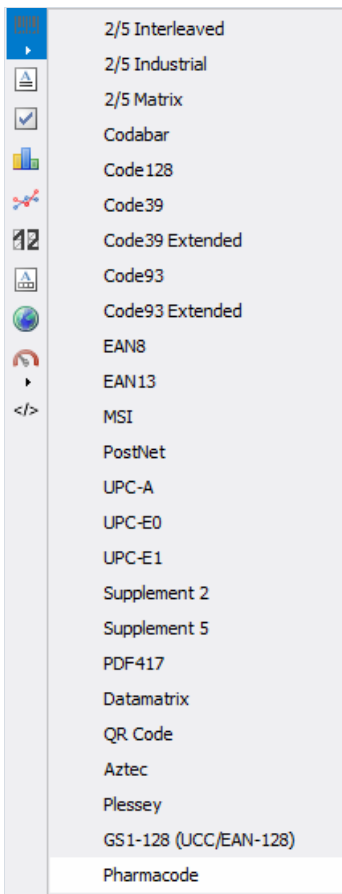 2/5 Interleaved
2/5 Industrial
2/5 Matrix
Codabar
Code128
Code39
Code39 Extended
Code93
Code93 Extended
EAN8
EAN13
MSI
PostNet
UPC-A
UPC-E0
UPC-E1
Supplement 2
Supplement 5
PDF417
Datamatrix
QR Code
Aztec
Plessey
GS1-128 (UCC/EAN-128)
Pharmacode
A
12
A
</>